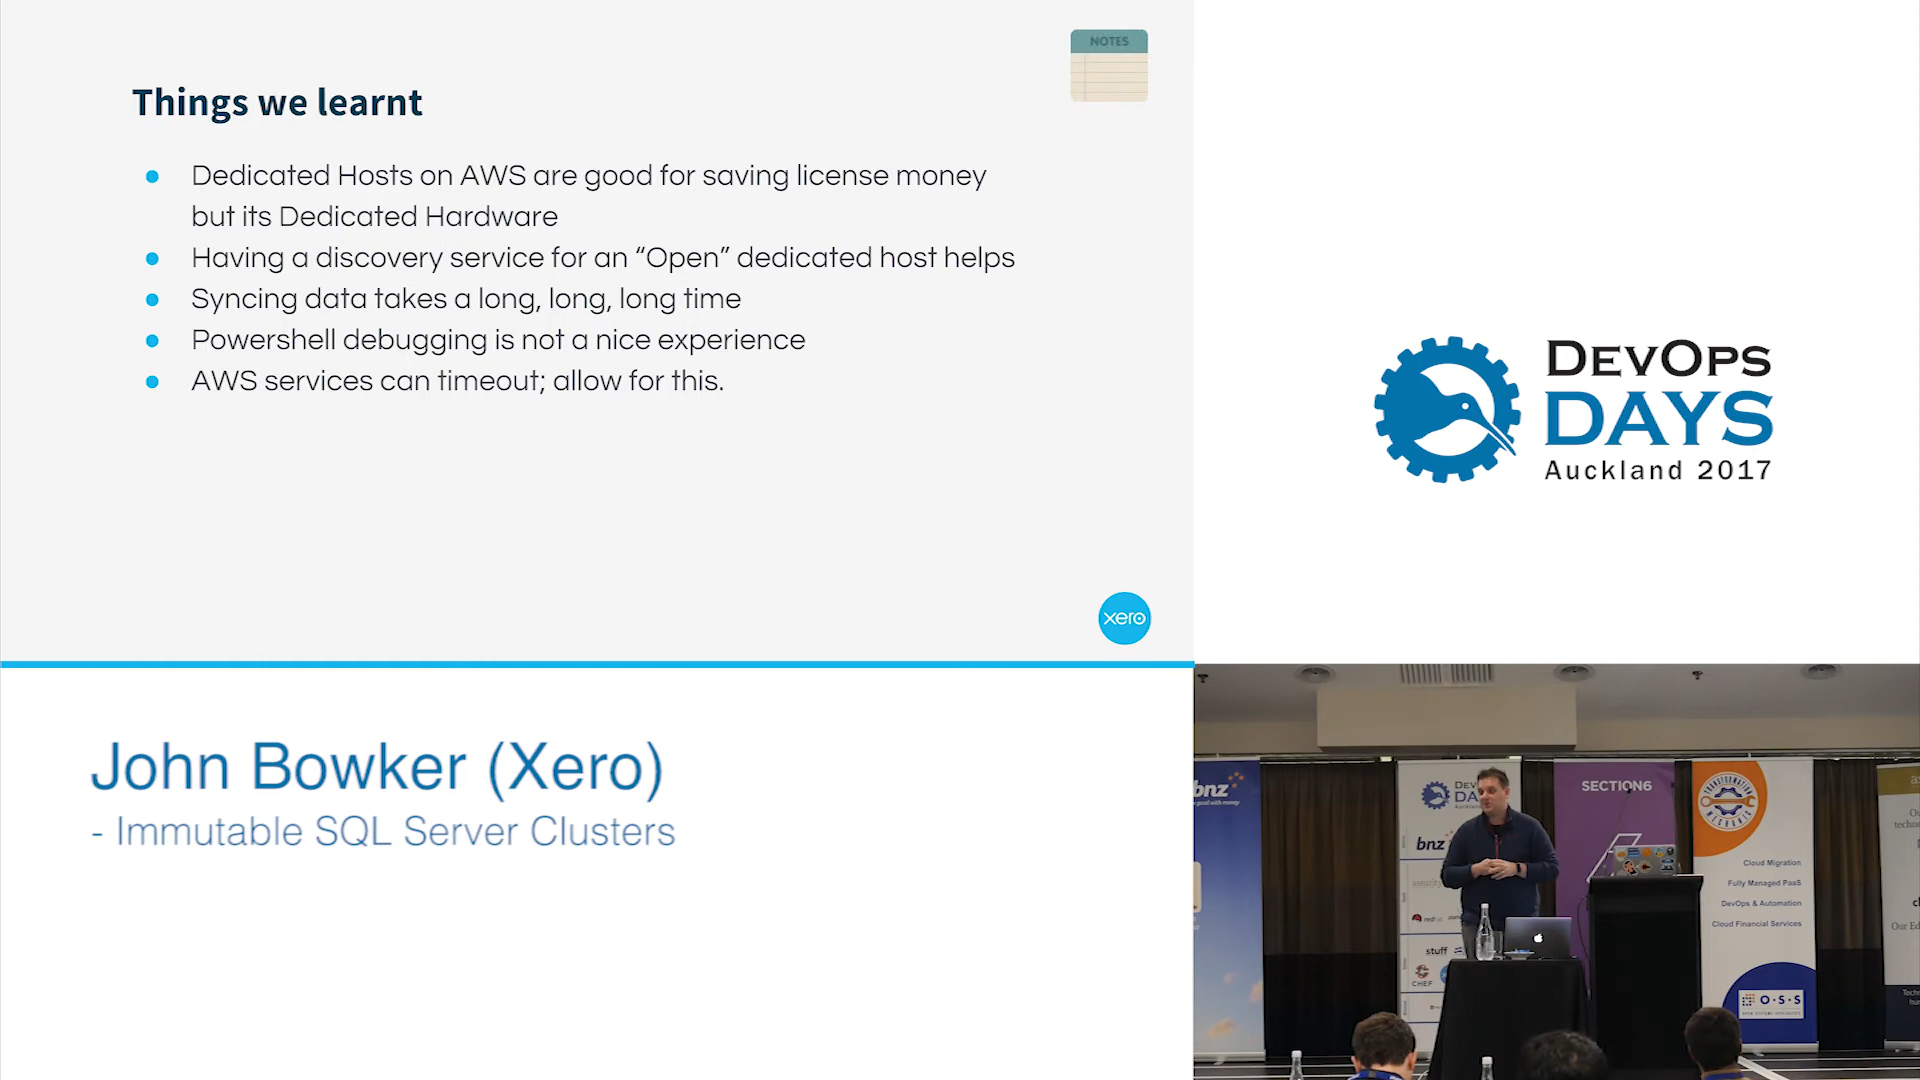 NOTES
Things we learnt
Dedicated Hosts on AWS are good for saving license money
but its Dedicated Hardware
Having a discovery service for an “Open” dedicated host helps
Syncing data takes a long, long, long time
Powershell debugging is not a nice experience
AWS services can timeout; allow for this.
xero
DEVOPS
DAYS
Auckland 2017
John Bowker (Xero)
- Immutable SQL Server Clusters
bnz
bnz
stuff
CHEF
SECTION6
TRANSFORMATION
MECHANIC
Cloud Migration
Fully Managed PaaS
DevOps & Automation
Cloud Financial Services
O·S·S